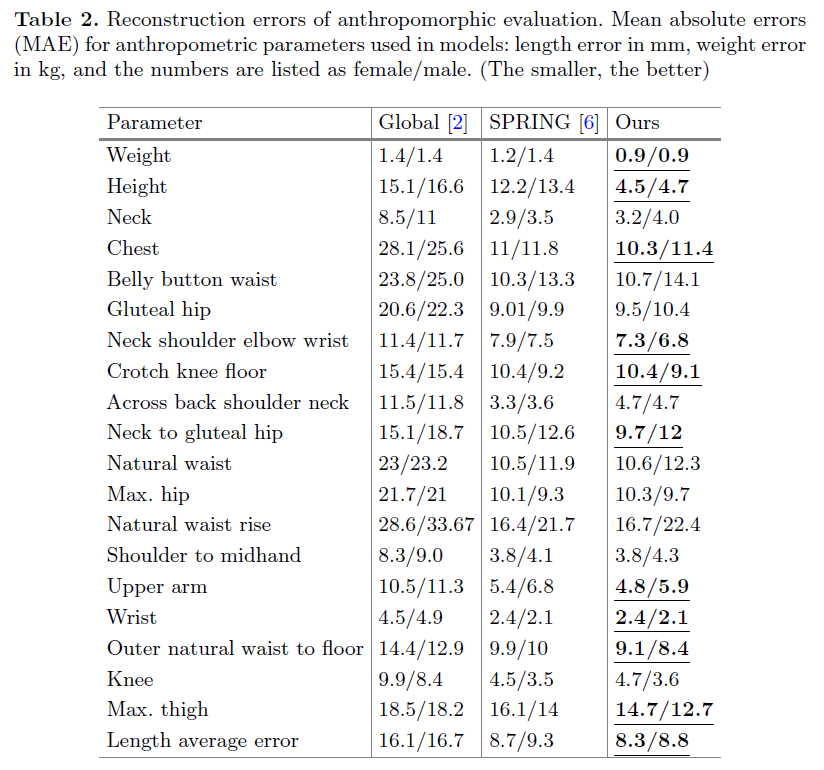 Table 2. Reconstruction errors of anthropomorphic evaluation. Mean absolute errors
(MAE) for anthropometric parameters used in models: length error in mm, weight error
in kg, and the numbers are listed as female/male. (The smaller, the better)
Parameter Global [2] SPRING [6] Ours
Weight 1.4/1.4 1.2/1.4 0.9/0.9
Height 15.1/16.6 12.2/13.4 4.5/4.7
Neck 8.5/11 2.9/3.5 3.2/4.0
Chest 28.1/25.6 11/11.8 10.3/11.4
Belly button waist 23.8/25.0 10.3/13.3 10.7/14.1
Gluteal hip 20.6/22.3 9.01/9.9 9.5/10.4
Neck shoulder elbow wrist 11.4/11.7 7.9/7.5 7.3/6.8
Crotch knee floor 15.4/15.4 10.4/9.2 10.4/9.1
Across back shoulder neck 11.5/11.8 3.3/3.6 4.7/4.7
Neck to gluteal hip 15.1/18.7 10.5/12.6 9.7/12
Natural waist 23/23.2 10.5/11.9 10.6/12.3
Max. hip 21.7/21 10.1/9.3 10.3/9.7
Natural waist rise 28.6/33.67 16.4/21.7 16.7/22.4
Shoulder to midhand 8.3/9.0 3.8/4.1 3.8/4.3
Upper arm 10.5/11.3 5.4/6.8 4.8/5.9
Wrist 4.5/4.9 2.4/2.1 2.4/2.1
Outer natural waist to floor 14.4/12.9 9.9/10 9.1/8.4
Knee 9.9/8.4 4.5/3.5 4.7/3.6
Max. thigh 18.5/18.2 16.1/14 14.7/12.7
Length average error 16.1/16.7 8.7/9.3 8.3/8.8